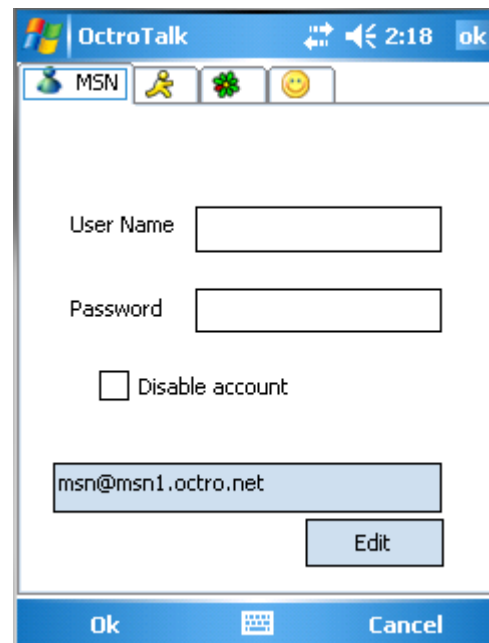 OctroTalk 2:18 ok
MSN
User Name
Password
Disable account
msn@msn1.octro.net
Edit
Ok Cancel